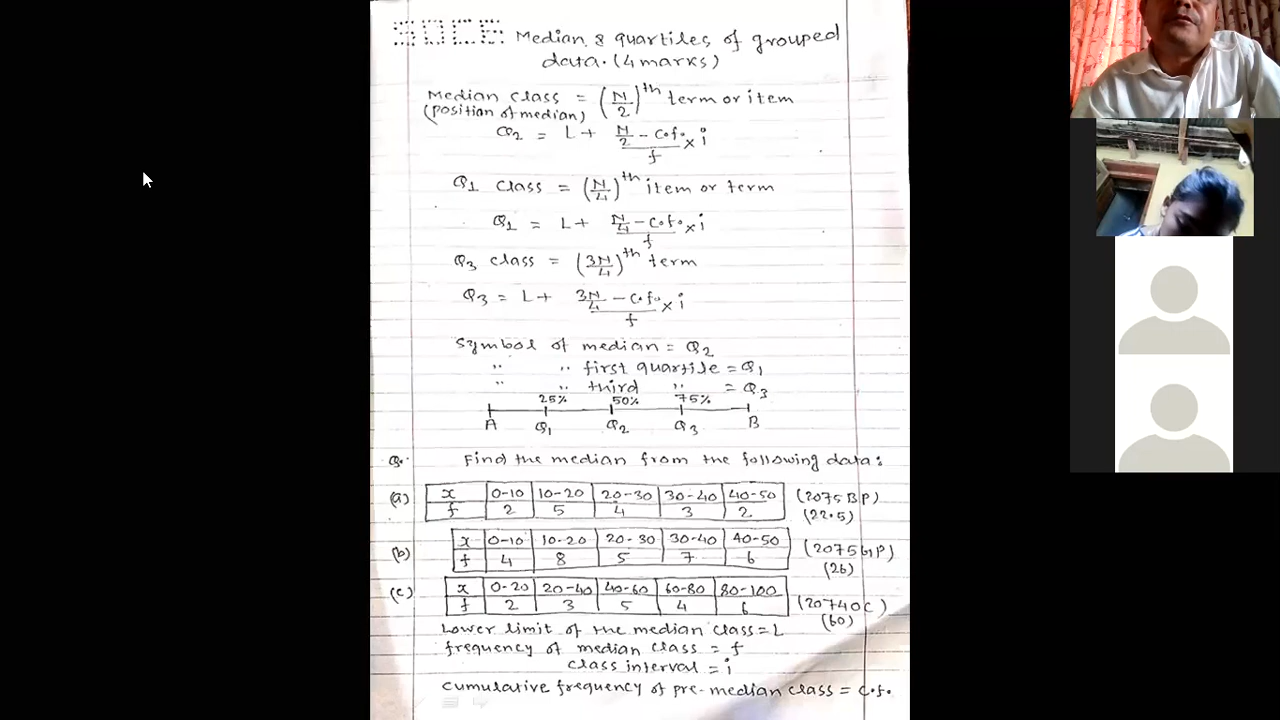 SOCE Median & quartiles of grouped
data. (4 marks)
Median class = (N/2)th term or item
(position of median)
Q2 = L + N/2 - c.f. / f × i
Q1 class = (N/4)th item or term
Q1 = L + N/4 - c.f. / f × i
Q3 class = (3N/4)th term
Q3 = L + 3N/4 - c.f. / f × i
Symbol of median = Q2
" " first quartile = Q1
" " third " = Q3
25% 50% 75%
A Q1 Q2 Q3 B
Q. Find the median from the following data:
(a) x 0-10 10-20 20-30 30-40 40-50 (2075 BP)
f 2 5 4 3 2 (22.5)
(b) x 0-10 10-20 20-30 30-40 40-50 (2075 GP)
f 4 8 5 7 6 (26)
(c) x 0-20 20-40 40-60 60-80 80-100 (2074 OC)
f 2 3 5 4 6 (60)
Lower limit of the median class = L
frequency of median class = f
class interval = i
cumulative frequency of pre-median class = c.f.